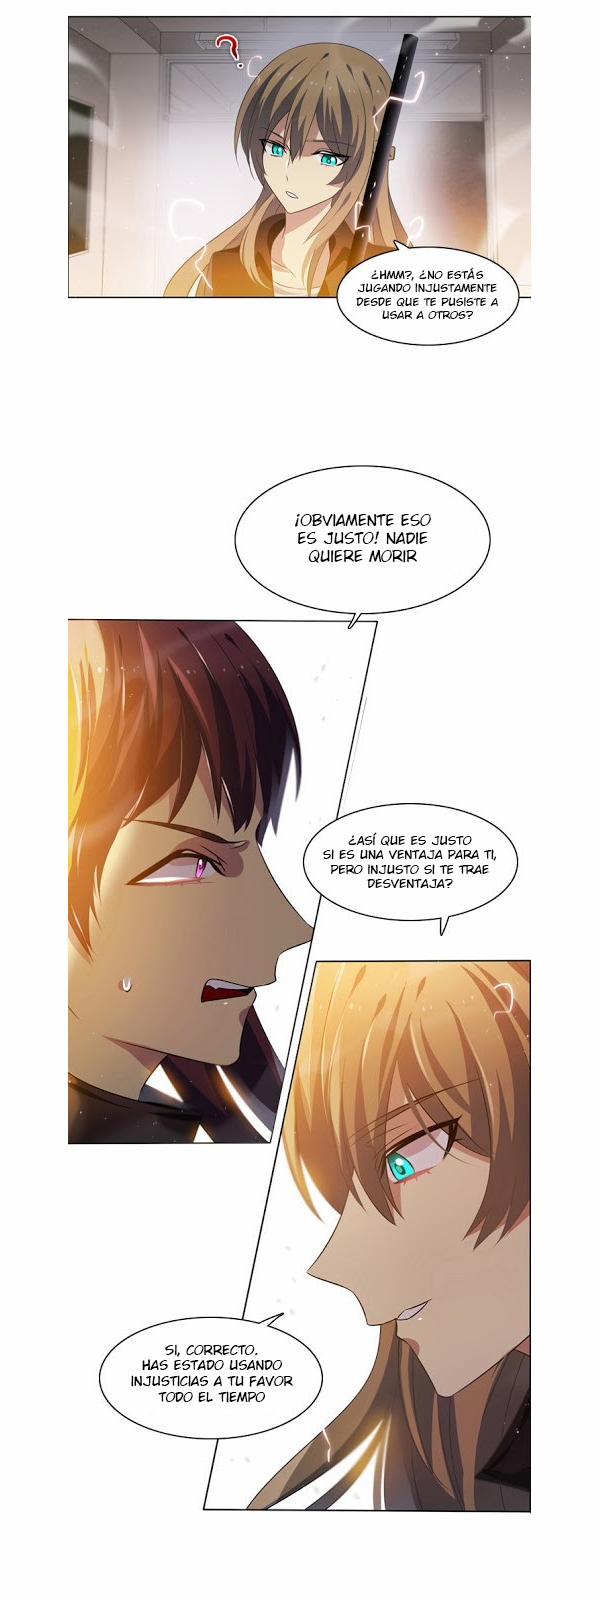 ?
¿HMM?, ¿NO ESTÁS
JUGANDO INJUSTAMENTE
DESDE QUE TE PUSISTE A
USAR A OTROS?
¡OBVIAMENTE ESO
ES JUSTO! NADIE
QUIERE MORIR
¿ASÍ QUE ES JUSTO
SI ES UNA VENTAJA PARA TI,
PERO INJUSTO SI TE TRAE
DESVENTAJA?
SI, CORRECTO.
HAS ESTADO USANDO
INJUSTICIAS A TU FAVOR
TODO EL TIEMPO